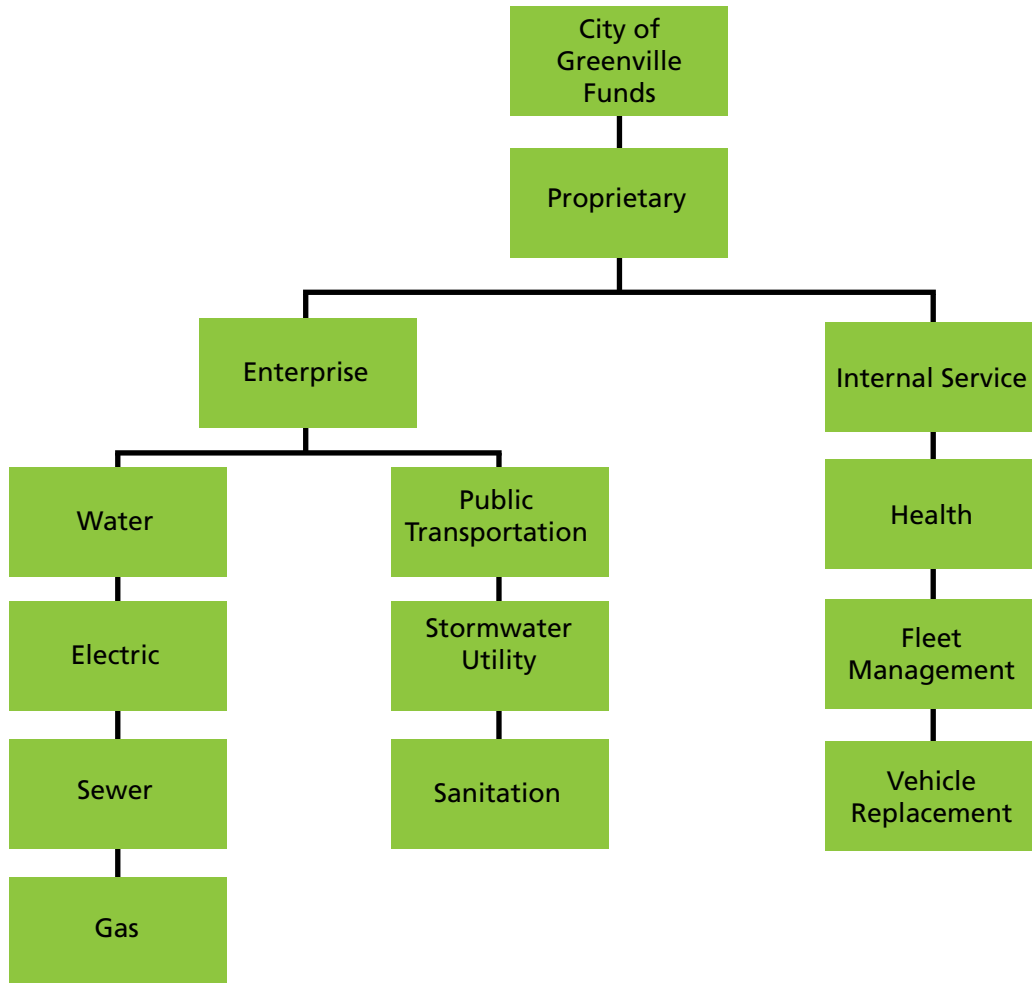 City of
Greenville
Funds
Proprietary
Enterprise
Internal Service
Water
Public
Transportation
Health
Electric
Stormwater
Utility
Fleet
Management
Sewer
Sanitation
Vehicle
Replacement
Gas